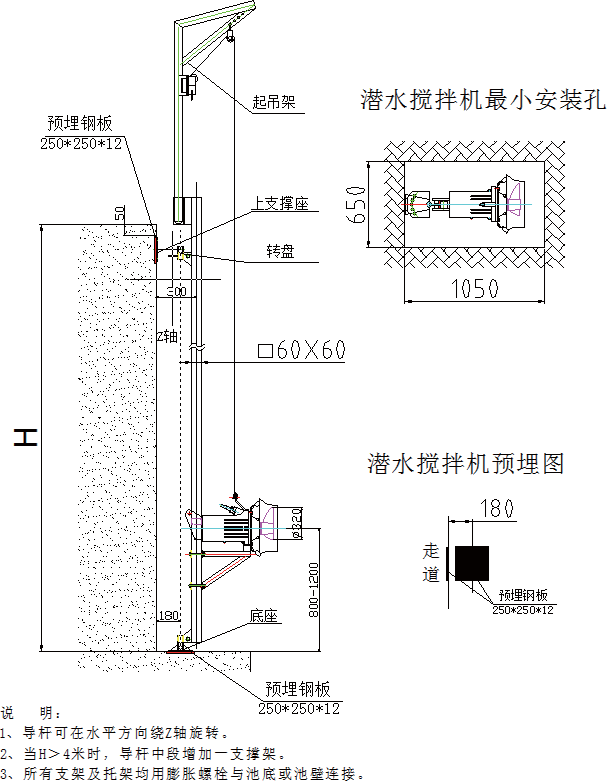 起吊架
潜水搅拌机最小安装孔
预埋钢板
250*250*12
上支撑座
50
650
转盘
1050
300
Z轴
□60X60
H
潜水搅拌机预埋图
180
ø320
走道
预埋钢板
250*250*12
800-1200
180
底座
预埋钢板
250*250*12
说 明：
1、导杆可在水平方向绕Z轴旋转。
2、当H＞4米时，导杆中段增加一支撑架。
3、所有支架及托架均用膨胀螺栓与池底或池壁连接。